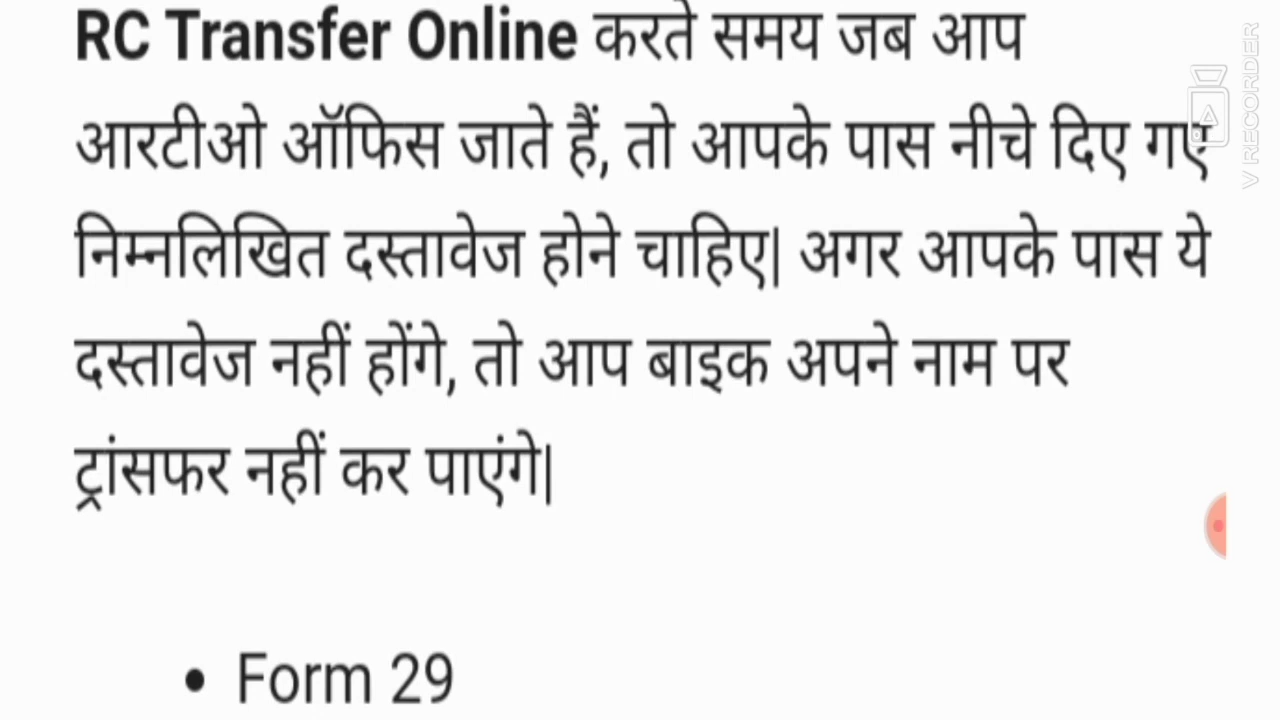 RC Transfer Online करते समय जब आप
आरटीओ ऑफिस जाते हैं, तो आपके पास नीचे दिए गए
निम्नलिखित दस्तावेज होने चाहिए| अगर आपके पास ये
दस्तावेज नहीं होंगे, तो आप बाइक अपने नाम पर
ट्रांसफर नहीं कर पाएंगे|
• Form 29
V RECORDER